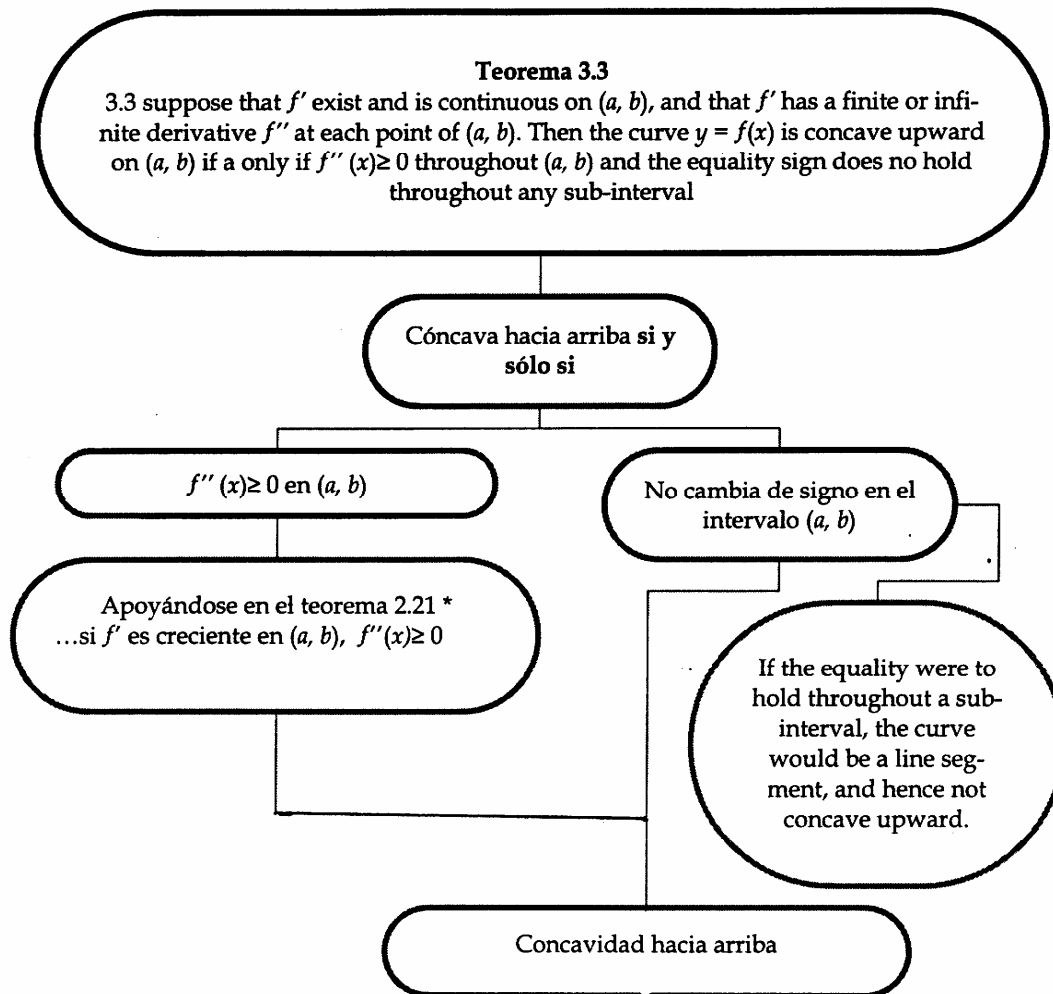 Teorema 3.3
3.3 suppose that f′ exist and is continuous on (a, b), and that f′ has a finite or infi-
nite derivative f′′ at each point of (a, b). Then the curve y = f(x) is concave upward
on (a, b) if a only if f′′ (x)≥ 0 throughout (a, b) and the equality sign does no hold
throughout any sub-interval
Cóncava hacia arriba si y
sólo si
f′′ (x)≥ 0 en (a, b)
No cambia de signo en el
intervalo (a, b)
Apoyándose en el teorema 2.21 *
…si f′ es creciente en (a, b), f′′(x)≥ 0
If the equality were to
hold throughout a sub-
interval, the curve
would be a line seg-
ment, and hence not
concave upward.
Concavidad hacia arriba